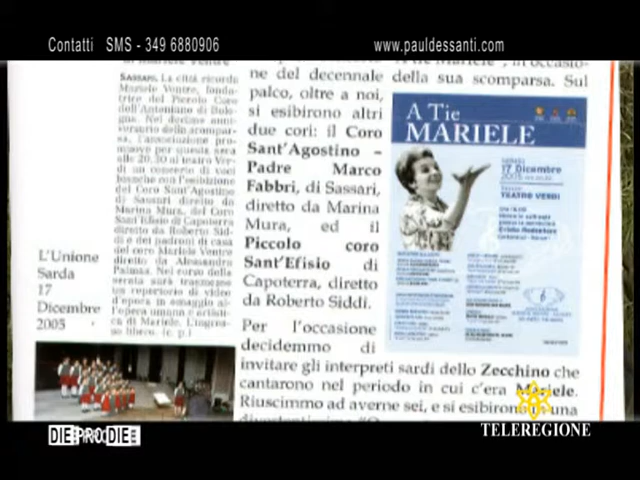 Contatti SMS - 349 6880906
www.pauldessanti.com
SASSARI. La città ricorda
Mariele Ventre, fonda-
trice del Piccolo Coro
dell'Antoniano di Bolo-
gna. Nel decimo anni-
versario della scompar-
sa, l'associazione pro-
muove per questa sera
alle 20.30 al teatro Ver-
di un concerto di voci
bianche con l'esibizione
del Coro Sant'Agostino
di Sassari diretto da
Marina Mura, del Coro
Sant'Efisio di Capoterra
diretto da Roberto Sid-
di e dei padroni di casa
del coro Mariele Ventre
diretto da Alessandra
Palmas. Nel corso della
serata sarà trasmesso
un repertorio di video
d'epoca in omaggio al-
l'opera umana e artisti-
ca di Mariele. L'ingres-
so libero.
L'Unione
Sarda
17
Dicembre
2005
ne del decennale della sua scomparsa. Sul
palco, oltre a noi,
si esibirono altri
due cori: il Coro
Sant'Agostino –
Padre Marco
Fabbri, di Sassari,
diretto da Marina
Mura, ed il
Piccolo coro
Sant'Efisio di
Capoterra, diretto
da Roberto Siddi.
Per l'occasione
decidemmo di
invitare gli interpreti sardi dello Zecchino che
cantarono nel periodo in cui c'era Mariele.
Riuscimmo ad averne sei, e si esibirono in una
A Tie
MARIELE
17 Dicembre
TEATRO VERDI
DIE PRO DIE
TELEREGIONE